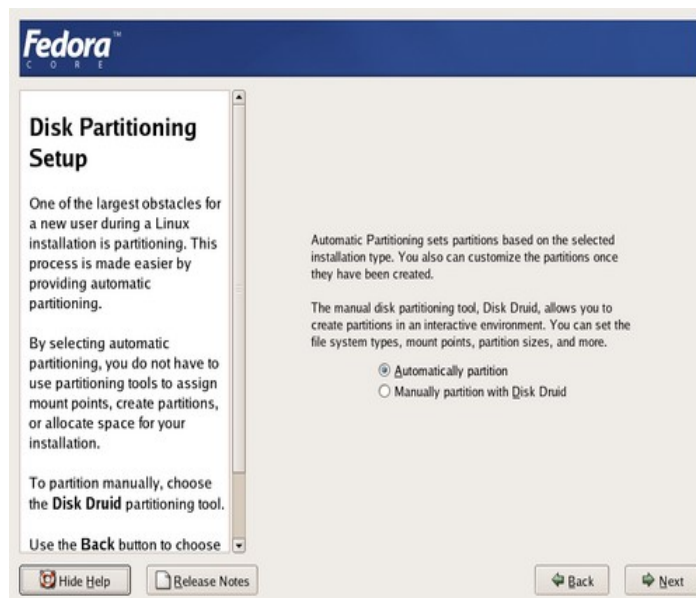 Fedora™
CORE
Disk Partitioning
Setup
One of the largest obstacles for
a new user during a Linux
installation is partitioning. This
process is made easier by
providing automatic
partitioning.
By selecting automatic
partitioning, you do not have to
use partitioning tools to assign
mount points, create partitions,
or allocate space for your
installation.
To partition manually, choose
the Disk Druid partitioning tool.
Use the Back button to choose
Automatic Partitioning sets partitions based on the selected
installation type. You also can customize the partitions once
they have been created.
The manual disk partitioning tool, Disk Druid, allows you to
create partitions in an interactive environment. You can set the
file system types, mount points, partition sizes, and more.
Automatically partition
Manually partition with Disk Druid
Hide Help
Release Notes
Back
Next